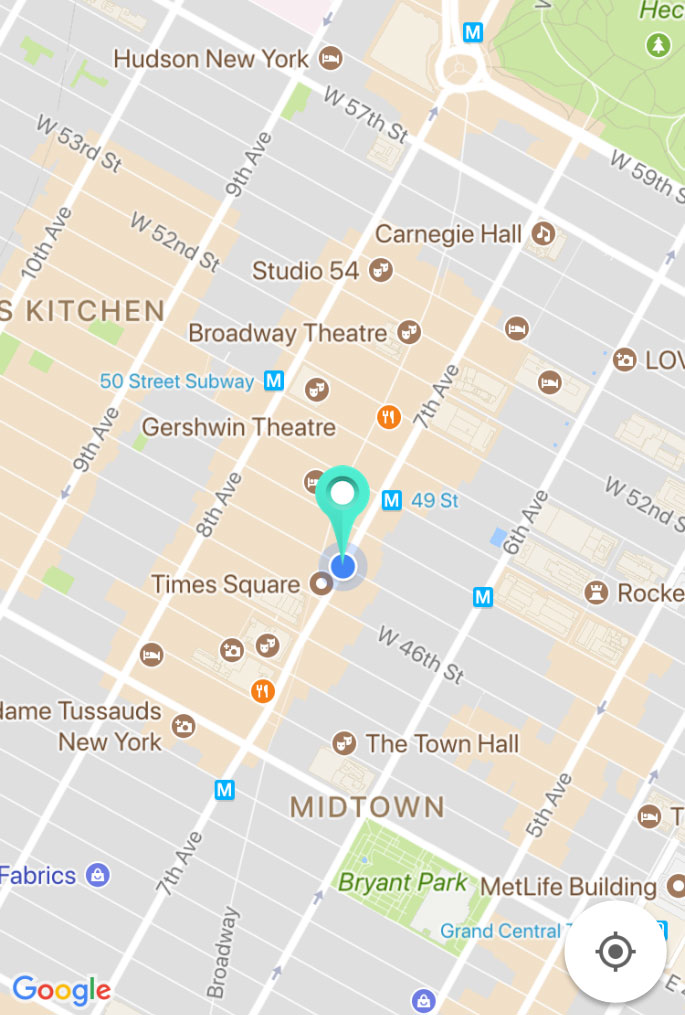 Hec
Hudson New York
W 57th St
W 53rd St
9th Ave
W 59th S
10th Ave
W 52nd St
Carnegie Hall
Studio 54
S KITCHEN
Broadway Theatre
LOV
50 Street Subway
7th Ave
9th Ave
Gershwin Theatre
8th Ave
49 St
W 52nd S
6th Ave
Times Square
Rocke
W 46th St
dame Tussauds
New York
The Town Hall
MIDTOWN
5th Ave
T
7th Ave
Fabrics
Bryant Park
MetLife Building
Grand Central T
Broadway
Google
E 2